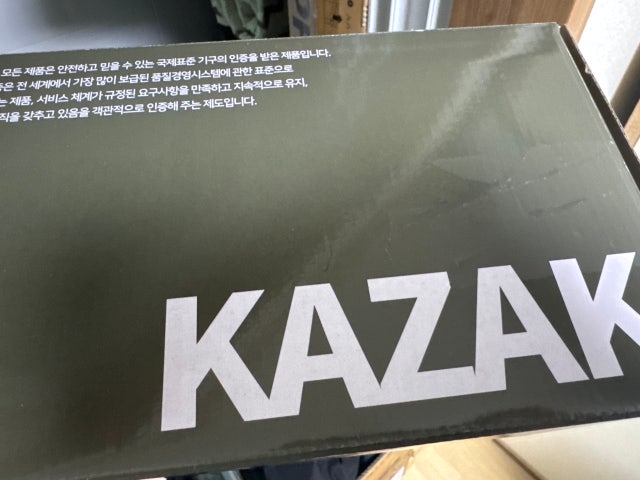 모든 제품은 안전하고 믿을 수 있는 국제표준 기구의 인증을 받은 제품입니다.
전 세계에서 가장 많이 보급된 품질경영시스템에 관한 표준으로
제품, 서비스 체계가 규정된 요구사항을 만족하고 지속적으로 유지,
갖추고 있음을 객관적으로 인증해 주는 제도입니다.
KAZAK